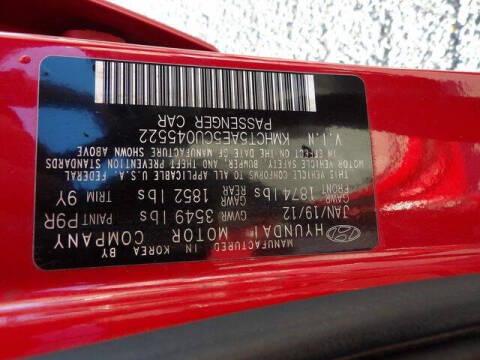 MANUFACTURED IN KOREA BY
HYUNDAI MOTOR COMPANY
JAN/19/12 GVWR 3549 lbs PAINT P9R
GAWR FRONT 1874 lbs GAWR REAR 1852 lbs TRIM 9Y
THIS VEHICLE CONFORMS TO ALL APPLICABLE U.S.A. FEDERAL
MOTOR VEHICLE SAFETY, BUMPER, AND THEFT PREVENTION STANDARDS
IN EFFECT ON THE DATE OF MANUFACTURE SHOWN ABOVE
V.I.N KMHCT5AE5CU045522
PASSENGER CAR